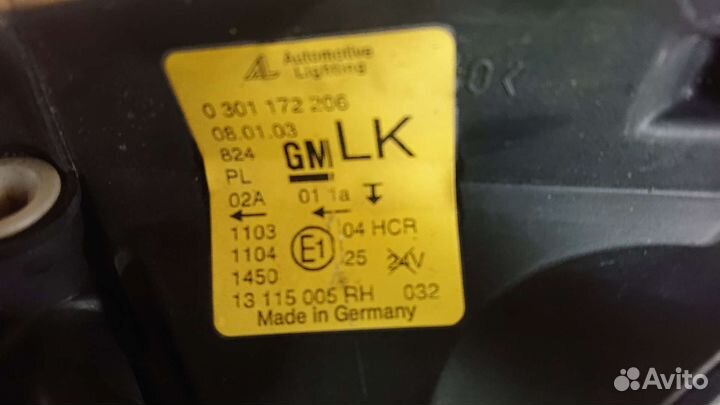 AL Automotive
Lighting
0 301 172 206
08.01.03
824 GM LK
PL
02A 01 1a
1103 04 HCR
1104 E1 25 24V
1450
13 115 005 RH 032
Made in Germany
Avito